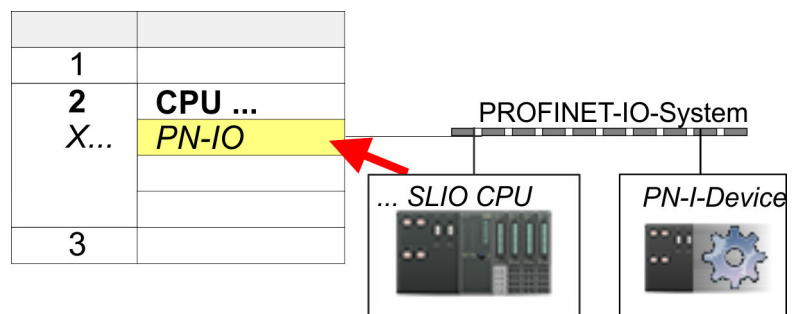 1
2 CPU ...
X... PN-IO
3
PROFINET-IO-System
... SLIO CPU
PN-I-Device